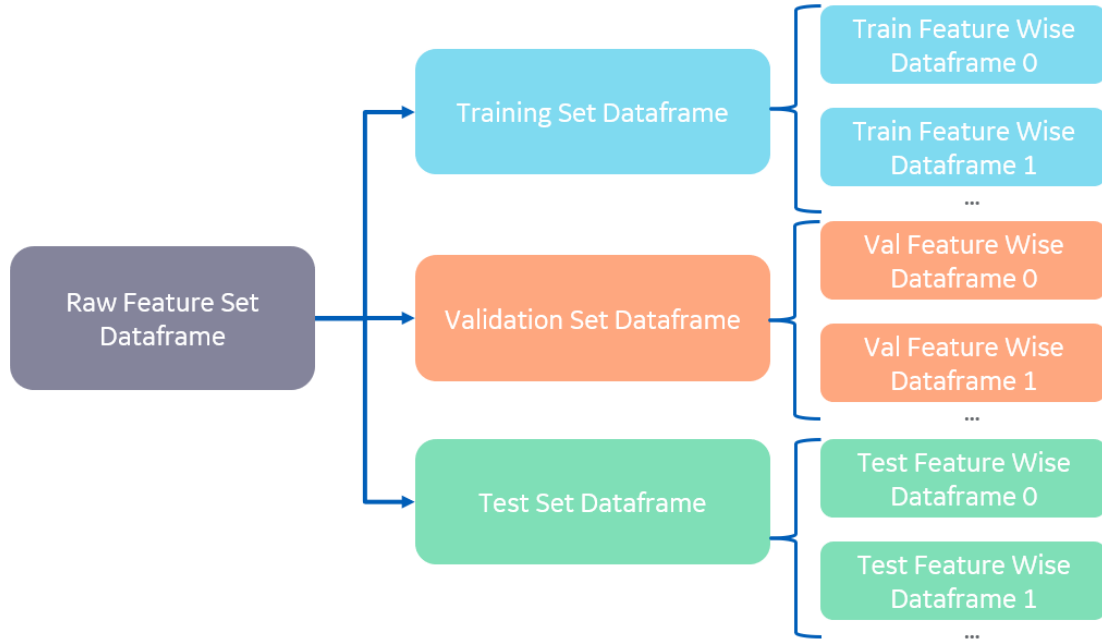 Raw Feature Set
Dataframe
Training Set Dataframe
Train Feature Wise
Dataframe 0
Train Feature Wise
Dataframe 1
...
Validation Set Dataframe
Val Feature Wise
Dataframe 0
Val Feature Wise
Dataframe 1
...
Test Set Dataframe
Test Feature Wise
Dataframe 0
Test Feature Wise
Dataframe 1
...